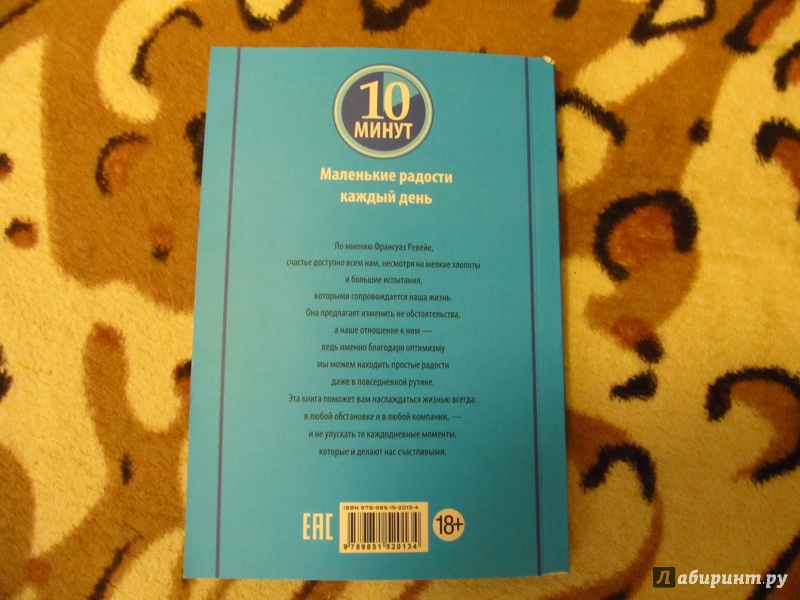 10
МИНУТ
Маленькие радости
каждый день
По мнению Франсуаз Ревейе,
счастье доступно всем нам, несмотря на мелкие хлопоты
и большие испытания,
которыми сопровождается наша жизнь.
Она предлагает изменить не обстоятельства,
а наше отношение к ним —
ведь именно благодаря оптимизму
мы можем находить простые радости
даже в повседневной рутине.
Эта книга поможет вам наслаждаться жизнью всегда:
в любой обстановке и в любой компании, —
и не упускать те каждодневные моменты,
которые и делают нас счастливыми.
ISBN 978-985-15-2013-4
EAC
9 789851 520134
18+
Лабиринт.ру